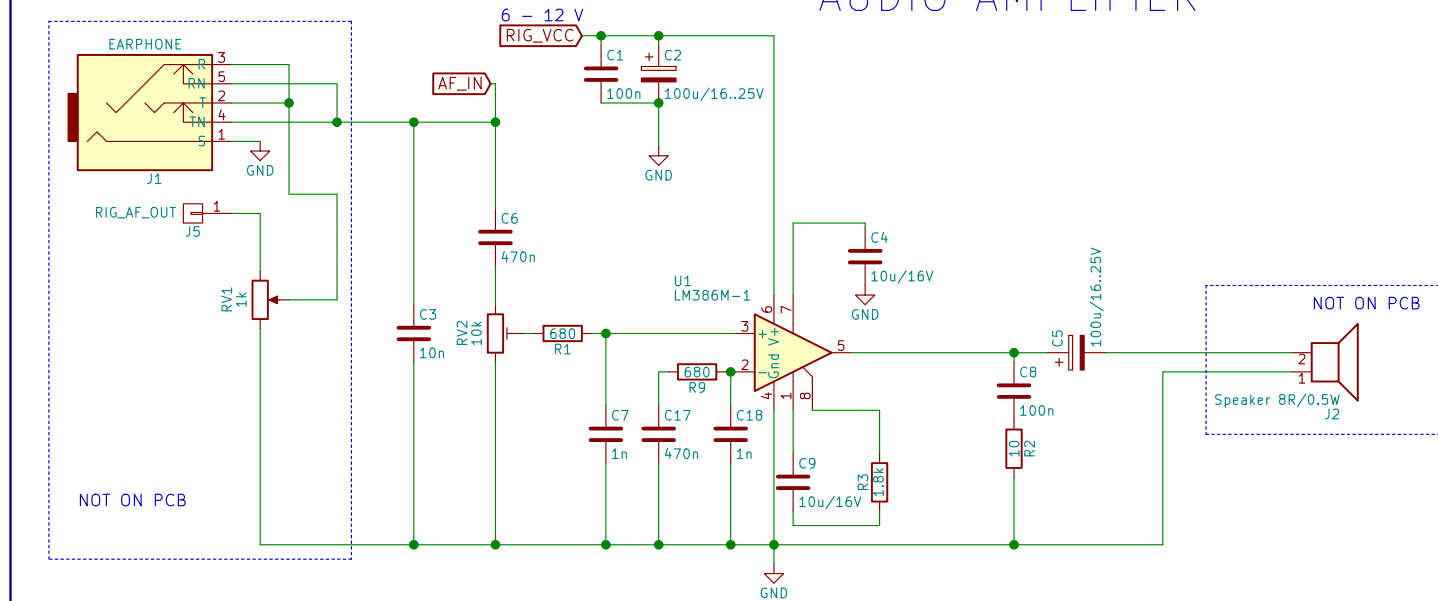 AUDIO AMPLIFIER
6 - 12 V
RIG_VCC
EARPHONE
R 3
RN 5
T 2
TN 4
S 1
J1
GND
AF_IN
C1
100n
+ C2
100u/16..25V
GND
RIG_AF_OUT
1
J5
RV1
1k
C6
470n
C3
10n
RV2
10k
680
R1
680
R9
U1
LM386M-1
6
7
3
+
2
−
V+
Gnd
5
4
1
8
C4
10u/16V
GND
C7
1n
C17
470n
C18
1n
C9
10u/16V
R3
1.8k
C5
100u/16..25V
+
C8
100n
10
R2
NOT ON PCB
2
1
Speaker 8R/0.5W
J2
NOT ON PCB
GND